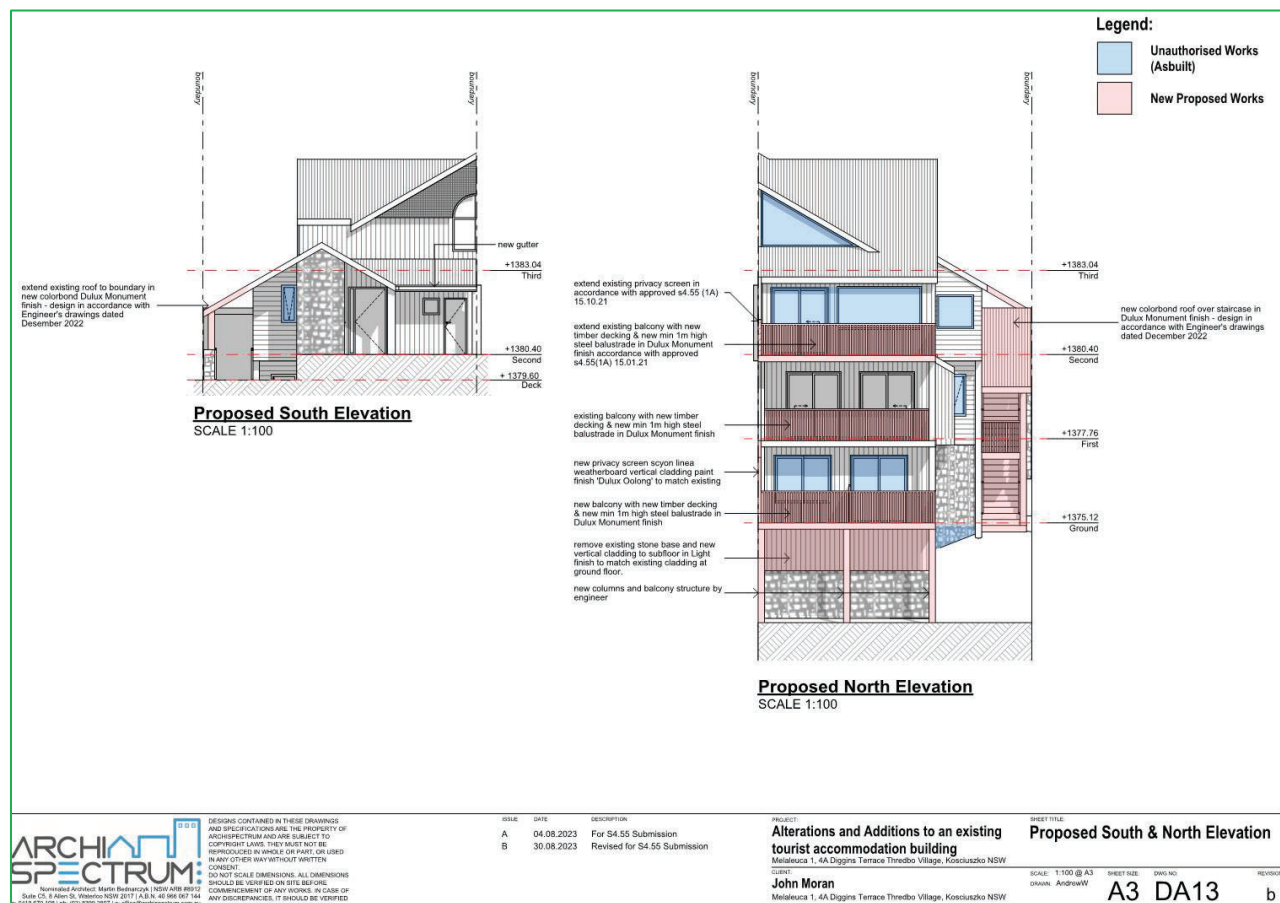 Legend:
Unauthorised Works
(Asbuilt)
New Proposed Works
boundary
boundary
new gutter
extend existing roof to boundary in
new colorbond Dulux Monument
finish - design in accordance with
Engineer's drawings dated
Desember 2022
+1383.04
Third
+1380.40
Second
+ 1379.60
Deck
Proposed South Elevation
SCALE 1:100
boundary
boundary
extend existing privacy screen in
accordance with approved s4.55 (1A)
15.10.21
extend existing balcony with new
timber decking & new min 1m high
steel balustrade in Dulux Monument
finish accordance with approved
s4.55(1A) 15.01.21
existing balcony with new timber
decking & new min 1m high steel
balustrade in Dulux Monument finish
new privacy screen scyon linea
weatherboard vertical cladding paint
finish 'Dulux Oolong' to match existing
new balcony with new timber decking
& new min 1m high steel balustrade in
Dulux Monument finish
remove existing stone base and new
vertical cladding to subfloor in Light
finish to match existing cladding at
ground floor.
new columns and balcony structure by
engineer
+1383.04
Third
new colorbond roof over staircase in
Dulux Monument finish - design in
accordance with Engineer's drawings
dated December 2022
+1380.40
Second
+1377.76
First
+1375.12
Ground
Proposed North Elevation
SCALE 1:100
ARCHI
SPECTRUM
Nominated Architect: Martin Bednarczyk | NSW ARB #8912
Suite C5, 8 Allen St, Waterloo NSW 2017 | A.B.N. 40 966 067 144
DESIGNS CONTAINED IN THESE DRAWINGS
AND SPECIFICATIONS ARE THE PROPERTY OF
ARCHISPECTRUM AND ARE SUBJECT TO
COPYRIGHT LAWS. THEY MUST NOT BE
REPRODUCED IN WHOLE OR PART, OR USED
IN ANY OTHER WAY WITHOUT WRITTEN
CONSENT.
DO NOT SCALE DIMENSIONS. ALL DIMENSIONS
SHOULD BE VERIFIED ON SITE BEFORE
COMMENCEMENT OF ANY WORKS. IN CASE OF
ANY DISCREPANCIES, IT SHOULD BE VERIFIED
ISSUE DATE DESCRIPTION
A 04.08.2023 For S4.55 Submission
B 30.08.2023 Revised for S4.55 Submission
PROJECT:
Alterations and Additions to an existing
tourist accommodation building
Melaleuca 1, 4A Diggins Terrace Thredbo Village, Kosciuszko NSW
CLIENT:
John Moran
Melaleuca 1, 4A Diggins Terrace Thredbo Village, Kosciuszko NSW
SHEET TITLE:
Proposed South & North Elevation
SCALE: 1:100 @ A3
DRAWN: AndrewW
SHEET SIZE:
A3
DWG NO:
DA13
REVISION
b